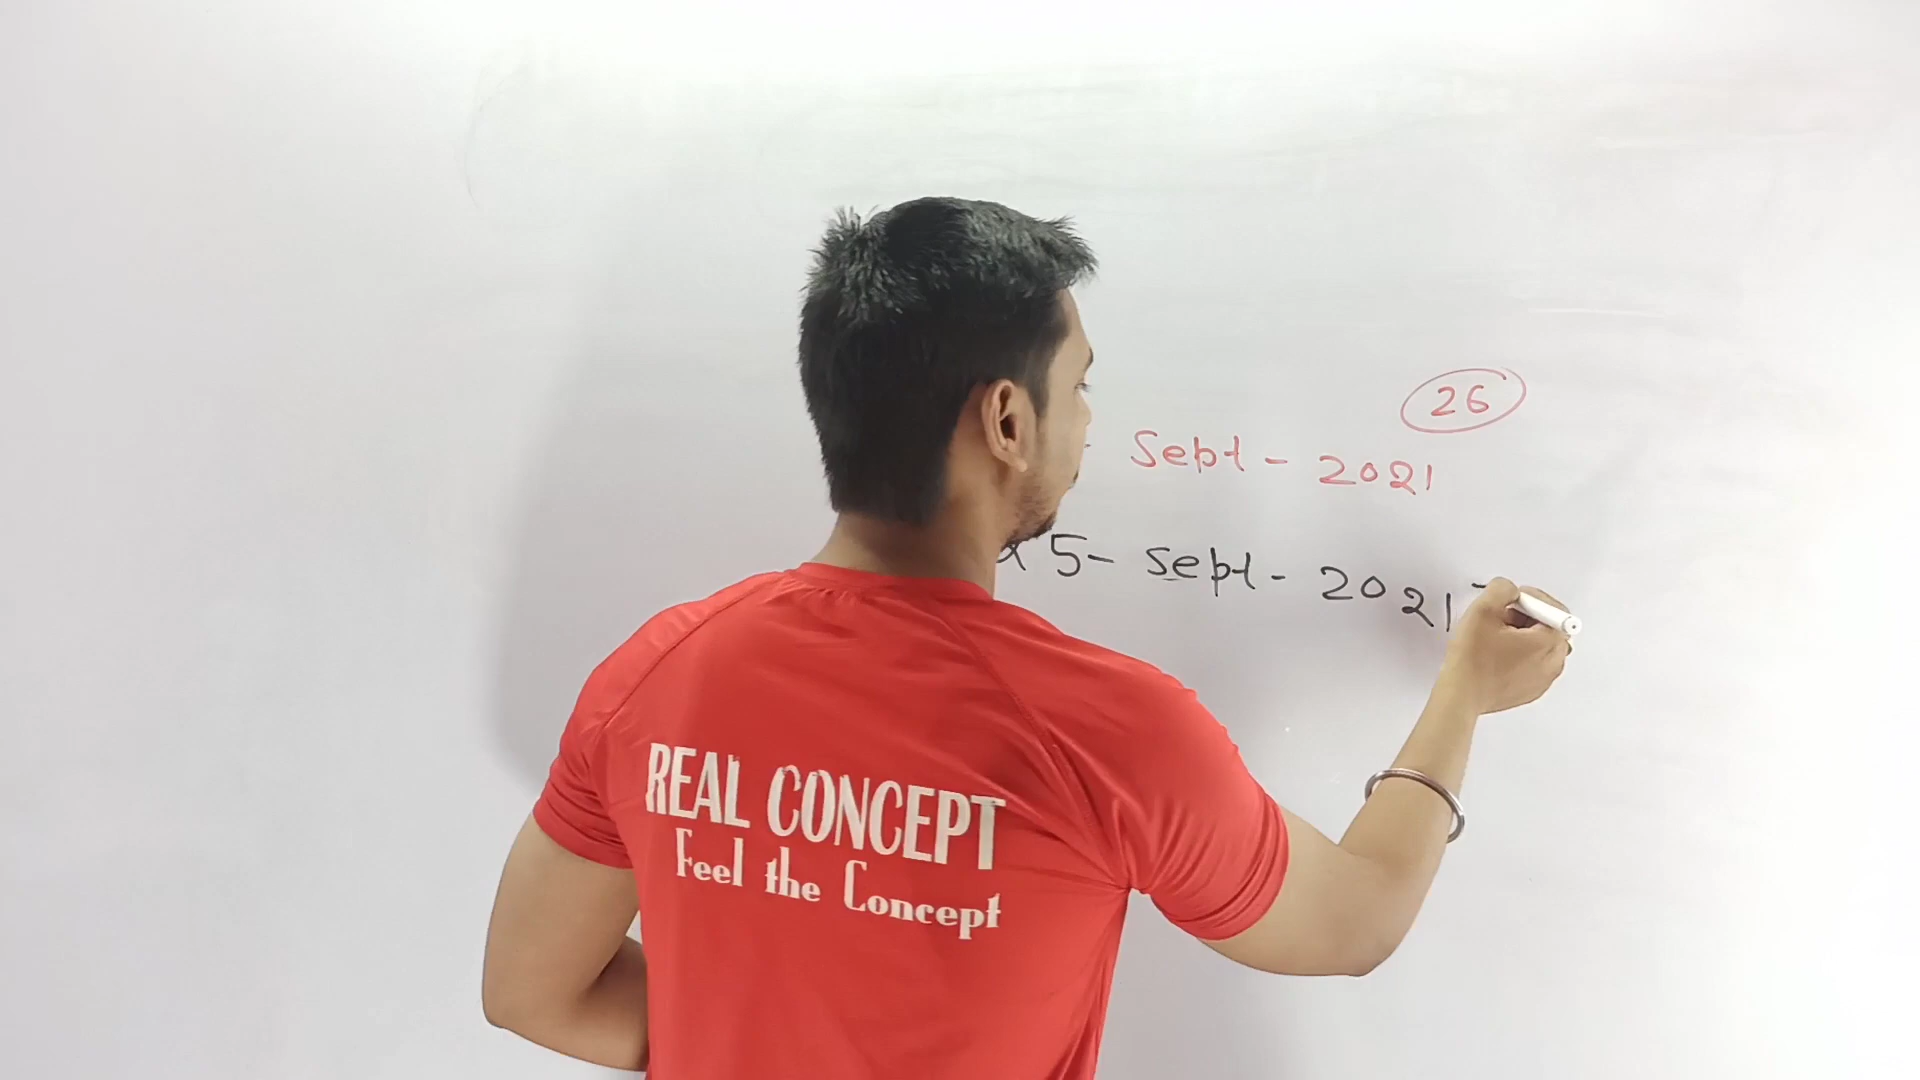 26
Sept - 2021
5 - Sept - 2021
REAL CONCEPT
Feel the Concept